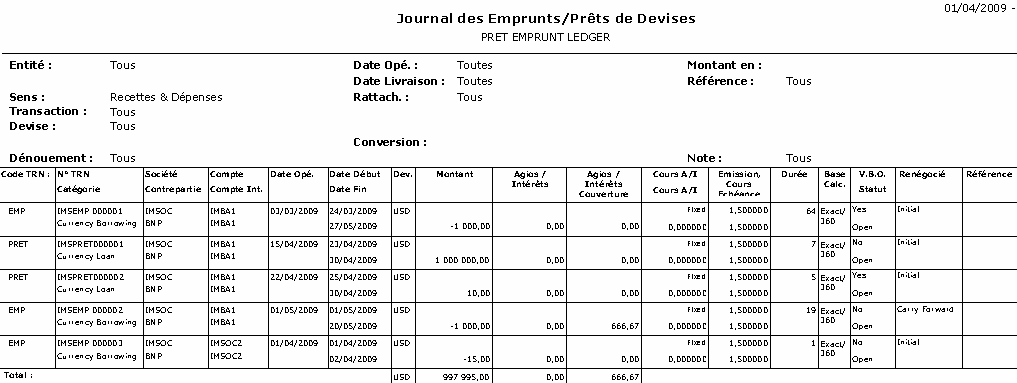 01/04/2009 -
Journal des Emprunts/Prêts de Devises
PRET EMPRUNT LEDGER
Entité : Tous Date Opé. : Toutes Montant en :
Date Livraison : Toutes Référence : Tous
Sens : Recettes & Dépenses Rattach. : Tous
Transaction : Tous
Devise : Tous
Conversion :
Dénouement : Tous Note : Tous
Code TRN : N° TRN Société Compte Date Opé. Date Début Dev. Montant Agios / Intérêts Agios / Intérêts Couverture Cours A/I Emission, Cours Echéance Durée Base Calc. V.B.O. Renégocié Référence
Catégorie Contrepartie Compte Int. Date Fin Cours A/I Statut
EMP IMSEMP000001 IMSOC IMBA1 03/03/2009 24/03/2009 USD Fixed 1,500000 64 Exact/360 Yes Initial
Currency Borrowing BNP IMBA1 27/05/2009 -1 000,00 0,00 0,00 0,000000 1,500000 Open
PRET IMSPRET000001 IMSOC IMBA1 15/04/2009 23/04/2009 USD Fixed 1,500000 7 Exact/360 No Initial
Currency Loan BNP IMBA1 30/04/2009 1 000 000,00 0,00 0,00 0,000000 1,500000 Open
PRET IMSPRET000002 IMSOC IMBA1 22/04/2009 25/04/2009 USD Fixed 1,500000 5 Exact/360 Yes Initial
Currency Loan BNP IMBA1 30/04/2009 10,00 0,00 0,00 0,000000 1,500000 Open
EMP IMSEMP000002 IMSOC IMBA1 01/05/2009 01/05/2009 USD Fixed 1,500000 19 Exact/360 No Carry Forward
Currency Borrowing BNP IMBA1 20/05/2009 -1 000,00 0,00 666,67 0,000000 1,500000 Open
EMP IMSEMP000003 IMSOC IMSOC2 01/04/2009 01/04/2009 USD Fixed 1,500000 1 Exact/360 No Initial
Currency Borrowing BNP IMSOC2 02/04/2009 -15,00 0,00 0,00 0,000000 1,500000 Open
Total : USD 997 995,00 0,00 666,67